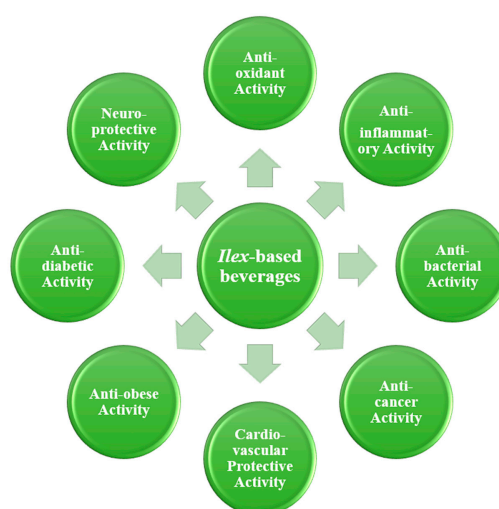 Anti-
oxidant
Activity
Anti-
inflammat-
ory Activity
Anti-
bacterial
Activity
Anti-
cancer
Activity
Cardio-
vascular
Protective
Activity
Anti-obese
Activity
Anti-
diabetic
Activity
Neuro-
protective
Activity
Ilex-based
beverages